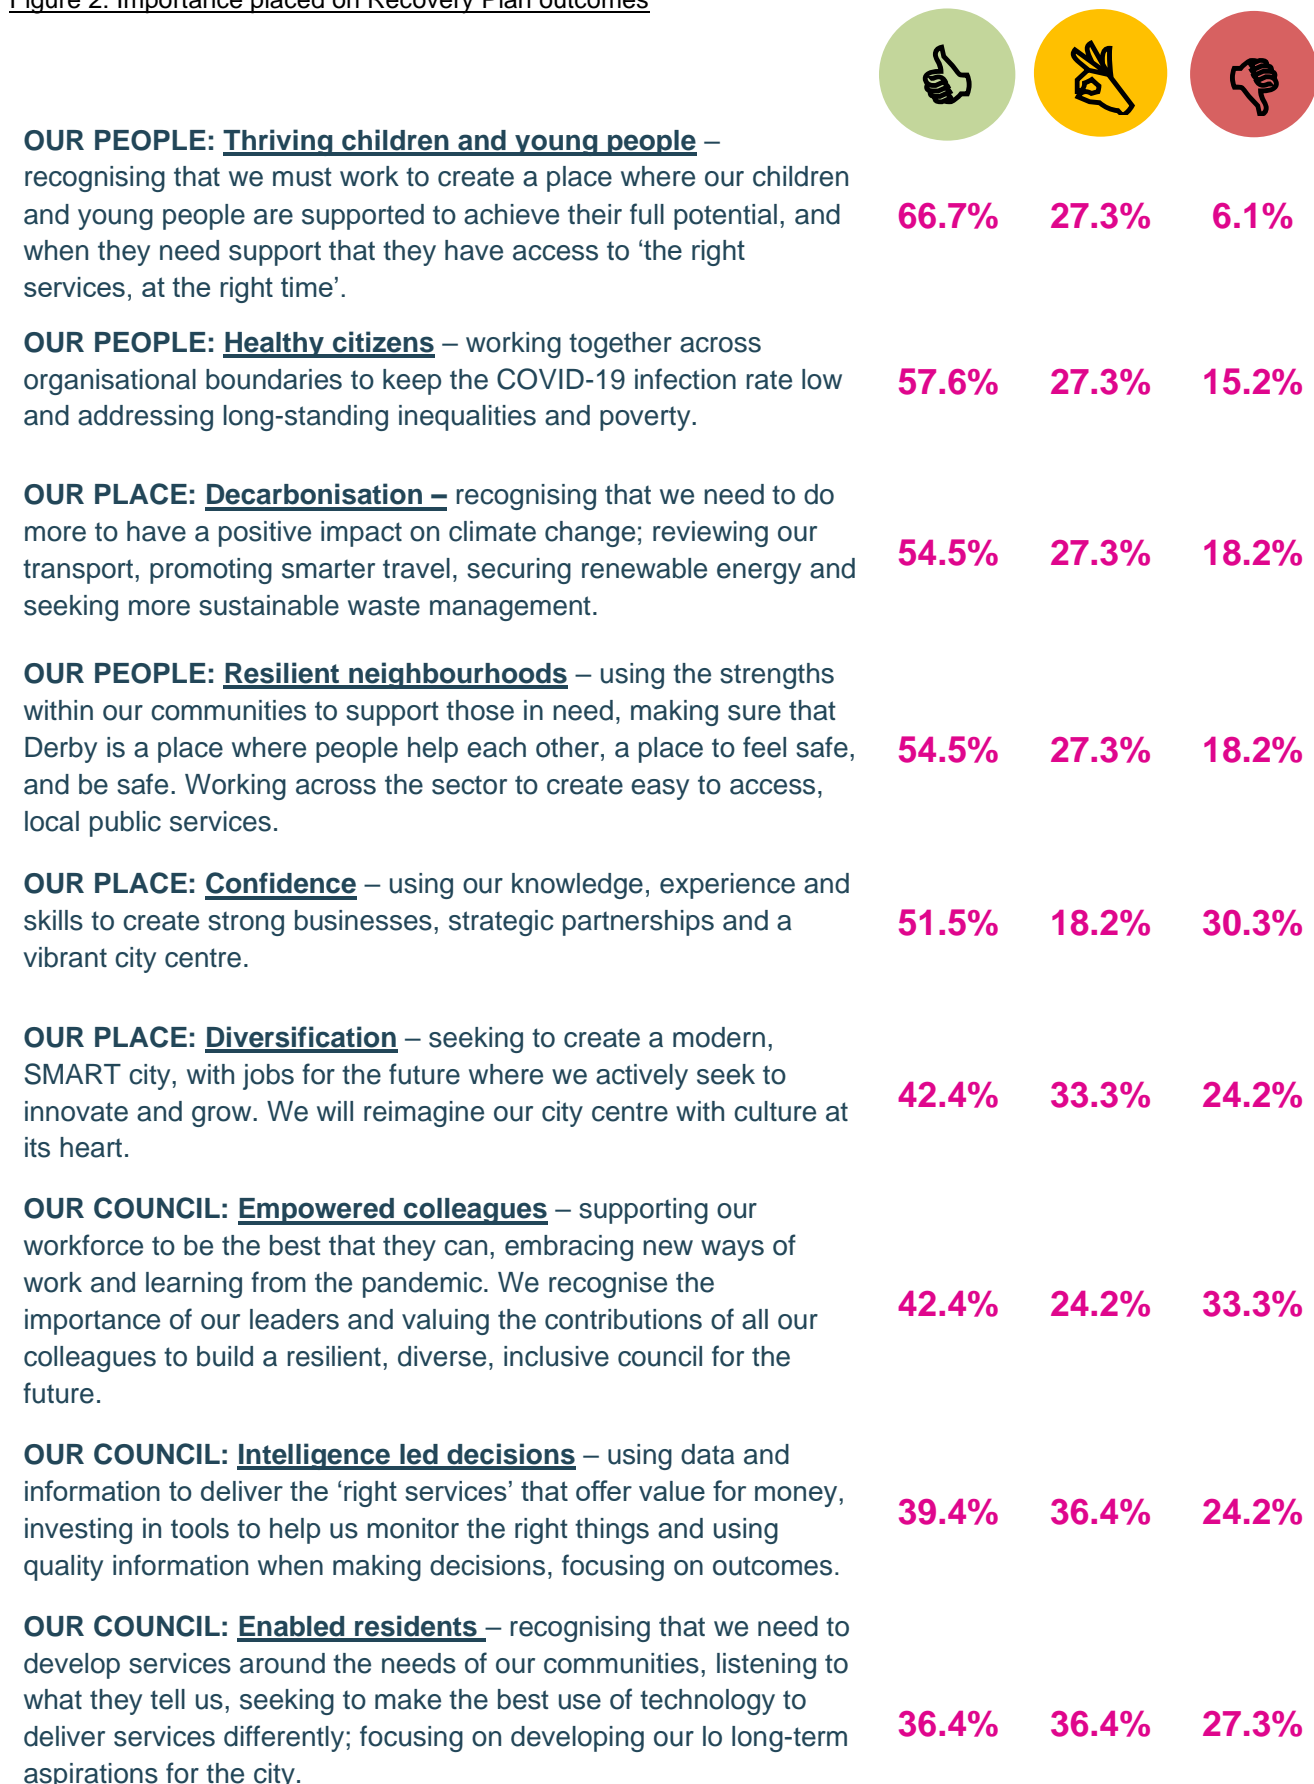 Figure 2: Importance placed on Recovery Plan outcomes
OUR PEOPLE: Thriving children and young people –
recognising that we must work to create a place where our children
and young people are supported to achieve their full potential, and
when they need support that they have access to ‘the right
services, at the right time’.
66.7% 27.3% 6.1%
OUR PEOPLE: Healthy citizens – working together across
organisational boundaries to keep the COVID-19 infection rate low
and addressing long-standing inequalities and poverty.
57.6% 27.3% 15.2%
OUR PLACE: Decarbonisation – recognising that we need to do
more to have a positive impact on climate change; reviewing our
transport, promoting smarter travel, securing renewable energy and
seeking more sustainable waste management.
54.5% 27.3% 18.2%
OUR PEOPLE: Resilient neighbourhoods – using the strengths
within our communities to support those in need, making sure that
Derby is a place where people help each other, a place to feel safe,
and be safe. Working across the sector to create easy to access,
local public services.
54.5% 27.3% 18.2%
OUR PLACE: Confidence – using our knowledge, experience and
skills to create strong businesses, strategic partnerships and a
vibrant city centre.
51.5% 18.2% 30.3%
OUR PLACE: Diversification – seeking to create a modern,
SMART city, with jobs for the future where we actively seek to
innovate and grow. We will reimagine our city centre with culture at
its heart.
42.4% 33.3% 24.2%
OUR COUNCIL: Empowered colleagues – supporting our
workforce to be the best that they can, embracing new ways of
work and learning from the pandemic. We recognise the
importance of our leaders and valuing the contributions of all our
colleagues to build a resilient, diverse, inclusive council for the
future.
42.4% 24.2% 33.3%
OUR COUNCIL: Intelligence led decisions – using data and
information to deliver the ‘right services’ that offer value for money,
investing in tools to help us monitor the right things and using
quality information when making decisions, focusing on outcomes.
39.4% 36.4% 24.2%
OUR COUNCIL: Enabled residents – recognising that we need to
develop services around the needs of our communities, listening to
what they tell us, seeking to make the best use of technology to
deliver services differently; focusing on developing our lo long-term
aspirations for the city.
36.4% 36.4% 27.3%